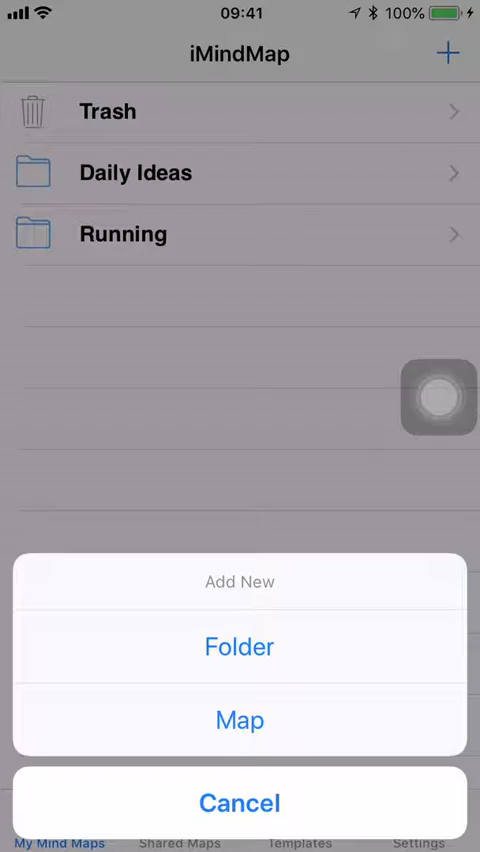 09:41
100%
iMindMap
Trash
Daily Ideas
Running
Add New
Folder
Map
Cancel
My Mind Maps Shared Maps Templates Settings